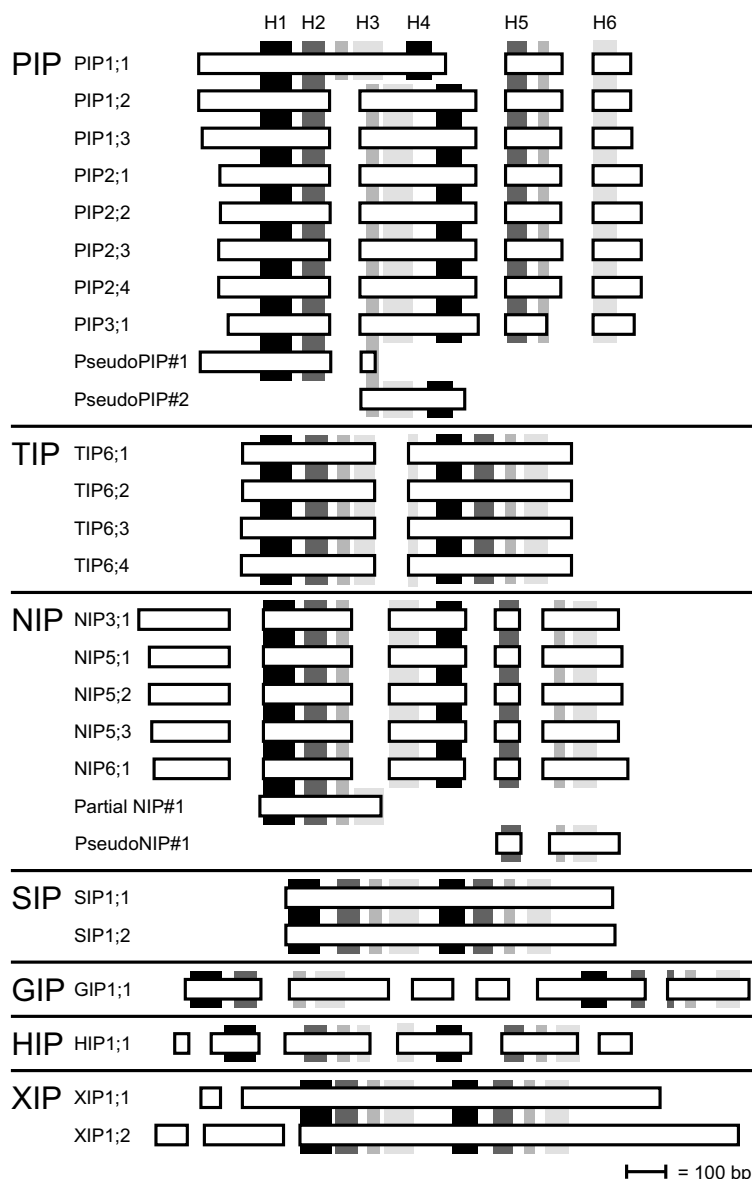 H1 H2 H3 H4 H5 H6
PIP PIP1;1
PIP1;2
PIP1;3
PIP2;1
PIP2;2
PIP2;3
PIP2;4
PIP3;1
PseudoPIP#1
PseudoPIP#2
TIP TIP6;1
TIP6;2
TIP6;3
TIP6;4
NIP NIP3;1
NIP5;1
NIP5;2
NIP5;3
NIP6;1
Partial NIP#1
PseudoNIP#1
SIP SIP1;1
SIP1;2
GIP GIP1;1
HIP HIP1;1
XIP XIP1;1
XIP1;2
= 100 bp